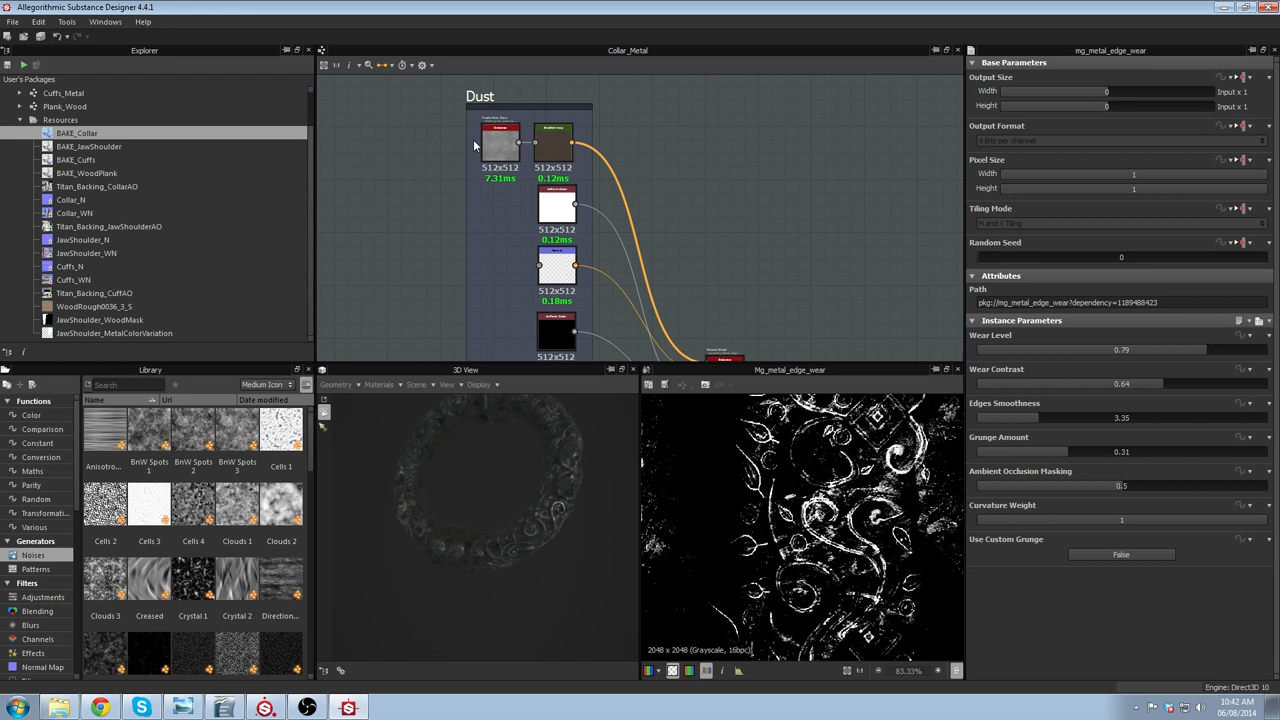 Allegorithmic Substance Designer 4.4.1
File Edit Tools Windows Help
Explorer
User's Packages
Cuffs_Metal
Plank_Wood
Resources
BAKE_Collar
BAKE_JawShoulder
BAKE_Cuffs
BAKE_WoodPlank
Titan_Backing_CollarAO
Collar_N
Collar_WN
Titan_Backing_JawShoulderAO
JawShoulder_N
JawShoulder_WN
Cuffs_N
Cuffs_WN
Titan_Backing_CuffAO
WoodRough0036_3_S
JawShoulder_WoodMask
JawShoulder_MetalColorVariation
Library
Search
Medium Icon
Name Url Date modified
Functions
Color
Comparison
Constant
Conversion
Maths
Parity
Random
Transformati...
Various
Generators
Noises
Patterns
Filters
Adjustments
Blending
Blurs
Channels
Effects
Normal Map
Anisotro...
BnW Spots 1
BnW Spots 2
BnW Spots 3
Cells 1
Cells 2
Cells 3
Cells 4
Clouds 1
Clouds 2
Clouds 3
Creased
Crystal 1
Crystal 2
Direction...
Collar_Metal
Dust
512x512
7.31ms
512x512
0.12ms
512x512
0.12ms
512x512
0.18ms
512x512
3D View
Geometry Materials Scene View Display
Mg_metal_edge_wear
UV
2048 x 2048 (Grayscale, 16bpc)
83.33%
mg_metal_edge_wear
Base Parameters
Output Size
Width 0 Input x 1
Height 0 Input x 1
Output Format
8 Bits per channel
Pixel Size
Width 1
Height 1
Tiling Mode
H and V Tiling
Random Seed
0
Attributes
Path
pkg://mg_metal_edge_wear?dependency=1189488423
Instance Parameters
Wear Level
0.79
Wear Contrast
0.64
Edges Smoothness
3.35
Grunge Amount
0.31
Ambient Occlusion Masking
0.5
Curvature Weight
1
Use Custom Grunge
False
Engine: Direct3D 10
10:42 AM
06/08/2014